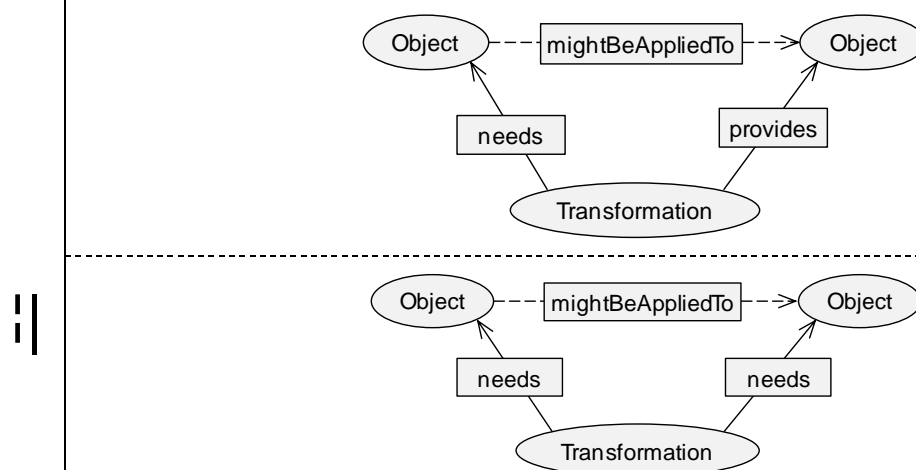 Object mightBeAppliedTo Object
needs provides
Transformation
Object mightBeAppliedTo Object
needs needs
Transformation